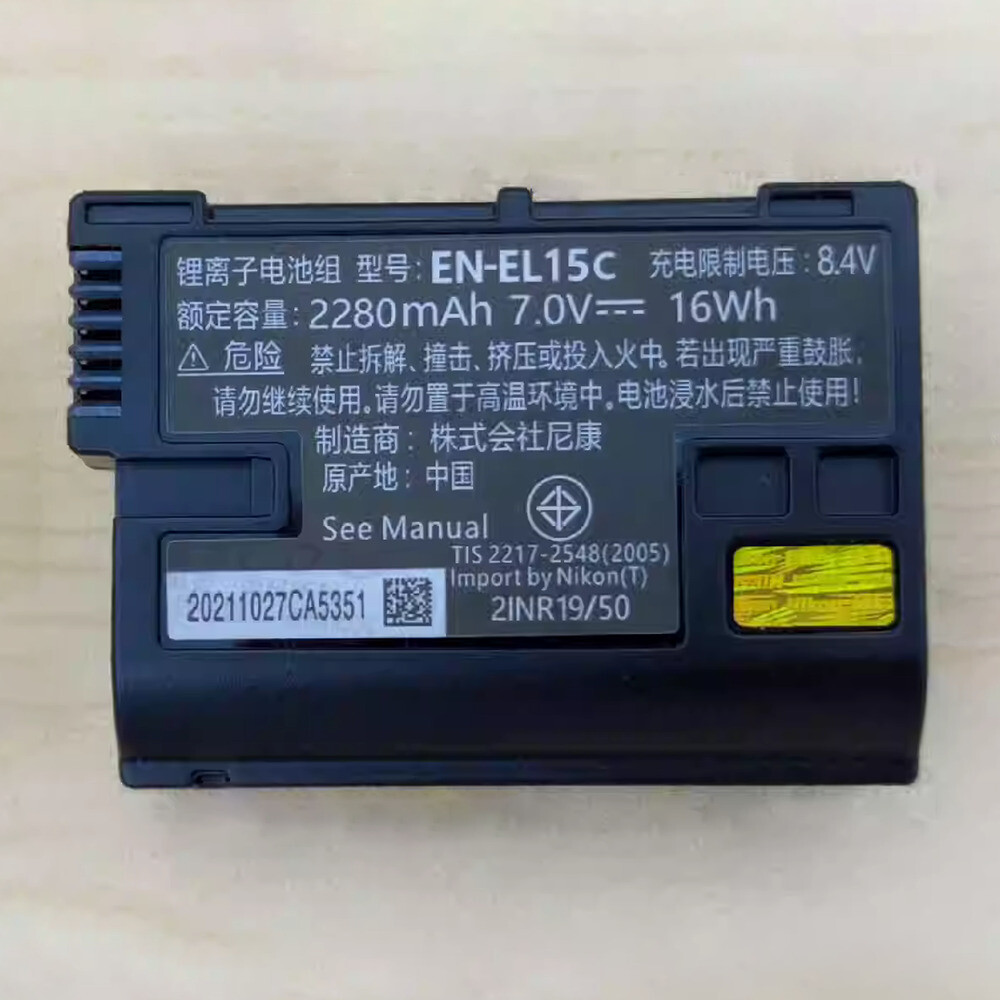 锂离子电池组 型号: EN-EL15C 充电限制电压: 8.4V
额定容量: 2280mAh 7.0V 16Wh
危险 禁止拆解、撞击、挤压或投入火中。若出现严重鼓胀,
请勿继续使用。请勿置于高温环境中。电池浸水后禁止使用!
制造商: 株式会社尼康
原产地: 中国
See Manual
TIS 2217-2548(2005)
Import by Nikon(T)
20211027CA5351
2INR19/50